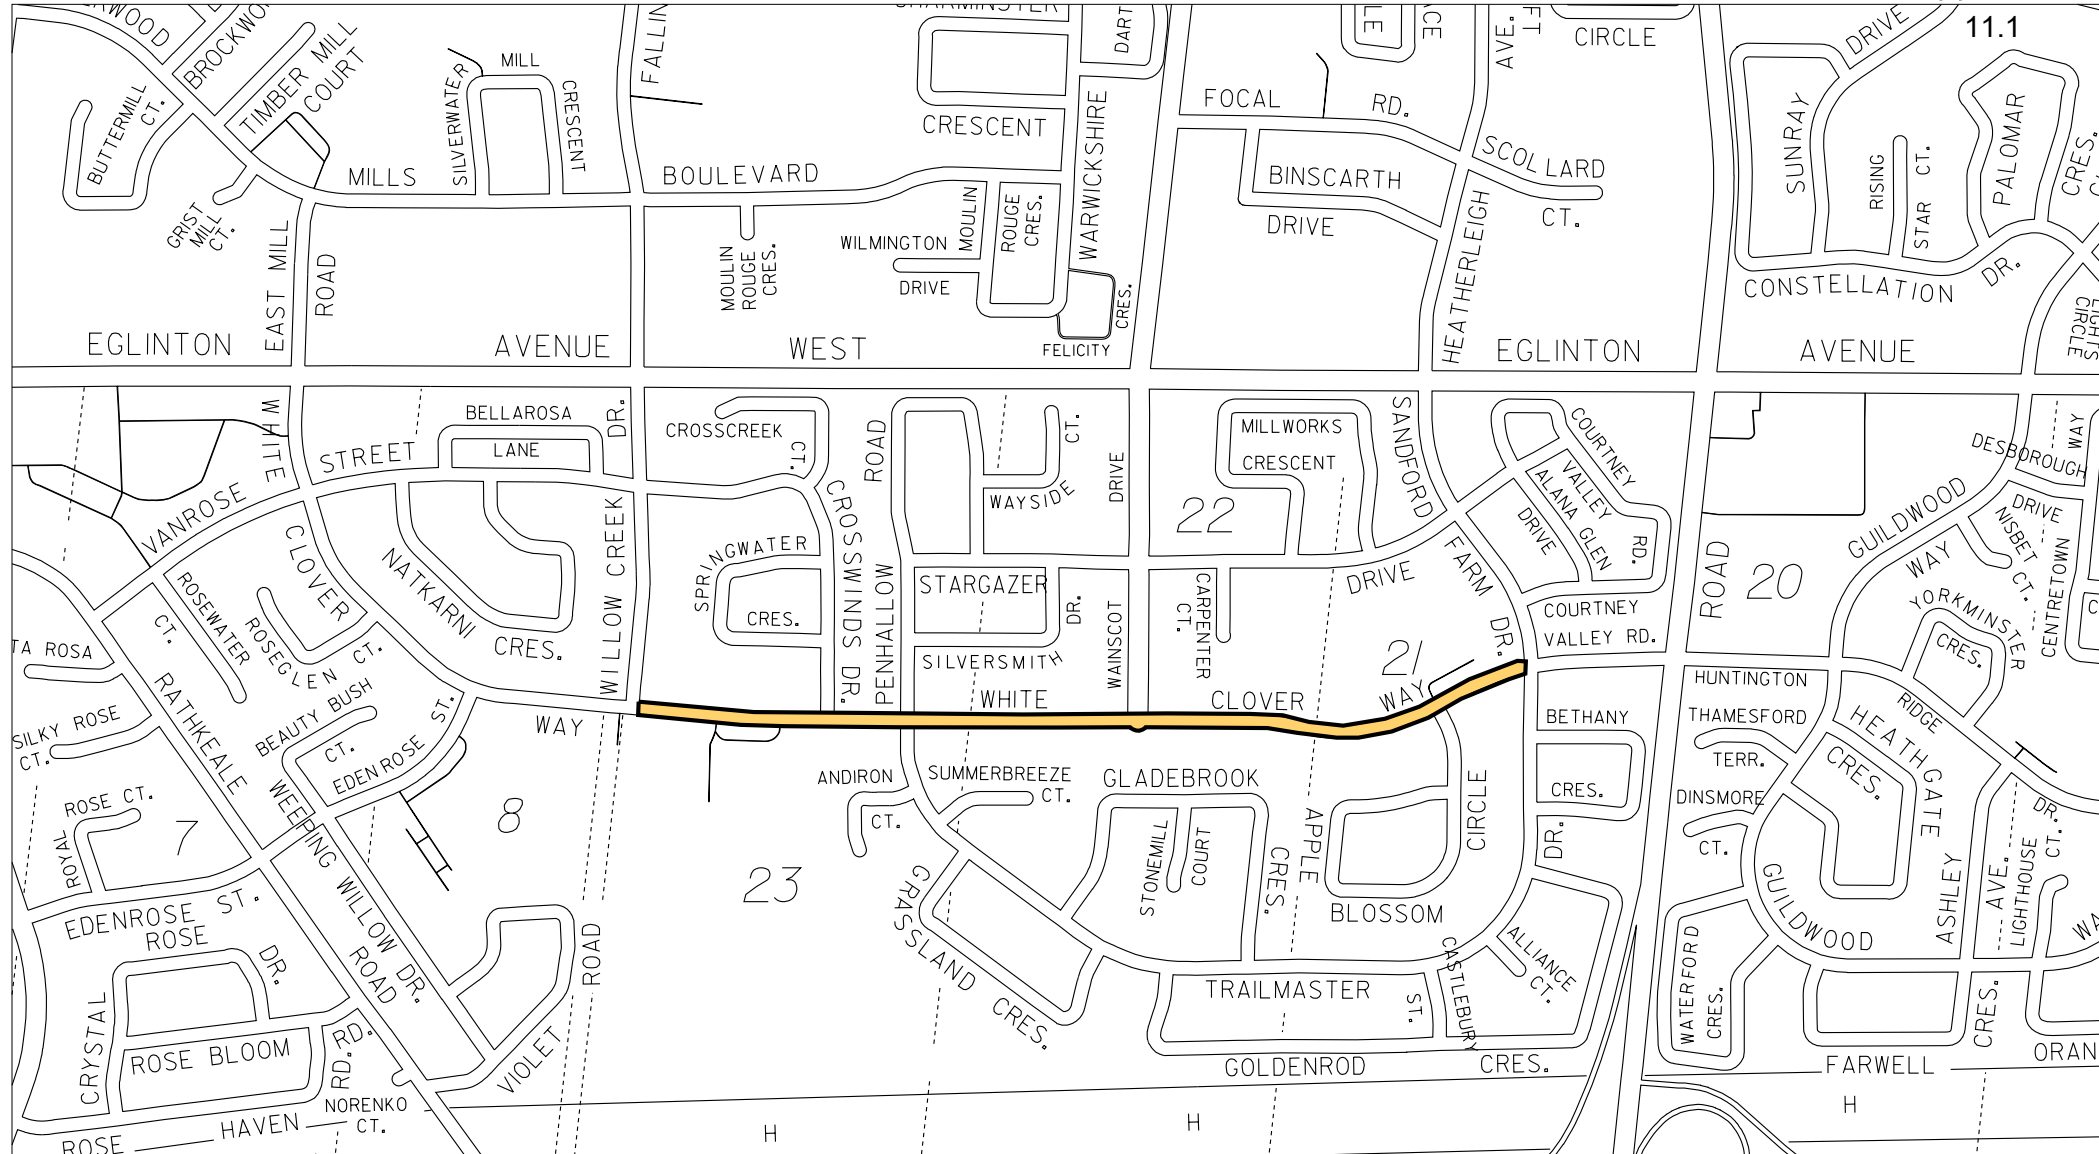 11.1
BROCKWO
TIMBER MILL
COURT
BUTTERMILL
CT.
GRIST
MILL
CT.
MILLS
BOULEVARD
SILVERWATER
MILL
CRESCENT
FALLIN
CRESCENT
DART
WARWICKSHIRE
FOCAL
RD.
AVE.
CIRCLE
DRIVE
SCOLLARD
CT.
BINSCARTH
DRIVE
HEATHERLEIGH
SUNRAY
RISING
STAR CT.
PALOMAR
CRES.
CONSTELLATION
DR.
EAST MILL
ROAD
MOULIN
ROUGE
CRES.
WILMINGTON
DRIVE
MOULIN
ROUGE
CRES.
FELICITY
CRES.
EGLINTON
AVENUE
WEST
EGLINTON
AVENUE
CIRCLE
WHITE
CLOVER
WAY
VANROSE
STREET
BELLAROSA
LANE
WILLOW CREEK
DR.
CROSSCREEK
CT.
CROSSWINDS DR.
PENHALLOW
ROAD
WAYSIDE
CT.
WAINSCOT
DRIVE
MILLWORKS
CRESCENT
22
SANDFORD
FARM
DR.
COURTNEY
VALLEY
RD.
ALANA GLEN
DRIVE
COURTNEY
VALLEY RD.
ROAD
20
GUILDWOOD
WAY
DESBOROUGH
DRIVE
WAY
NISBET
CT.
CENTRETOWN
YORKMINSTER
CRES.
NATKARNI
CRES.
SPRINGWATER
CRES.
STARGAZER
DRIVE
SILVERSMITH
DR.
CARPENTER
CT.
21
WHITE
CLOVER
WAY
ROSEWATER
CT.
ROSEGLEN
CT.
BEAUTY BUSH
CT.
EDENROSE
ST.
TA ROSA
SILKY ROSE
CT.
ROYAL
ROSE CT.
7
8
RATHKEALE
ROAD
WEEPING WILLOW DR.
EDENROSE ST.
ROSE
DR.
CRYSTAL
ROSE BLOOM
RD.
RD.
NORENKO
CT.
ROSE
HAVEN
VIOLET
ROAD
23
ANDIRON
CT.
SUMMERBREEZE
CT.
GLADEBROOK
CRES.
STONEMILL
COURT
GRASSLAND
CRES.
APPLE
BLOSSOM
CIRCLE
BETHANY
CRES.
DR.
TRAILMASTER
CASTLEBURY
ST.
ALLIANCE
CT.
GOLDENROD
CRES.
HUNTINGTON
RIDGE
DR.
THAMESFORD
TERR.
DINSMORE
CT.
HEATHGATE
CRES.
GUILDWOOD
ASHLEY
AVE.
LIGHTHOUSE
CT.
WATERFORD
CRES.
FARWELL
CRES.
ORAN
H
H
H